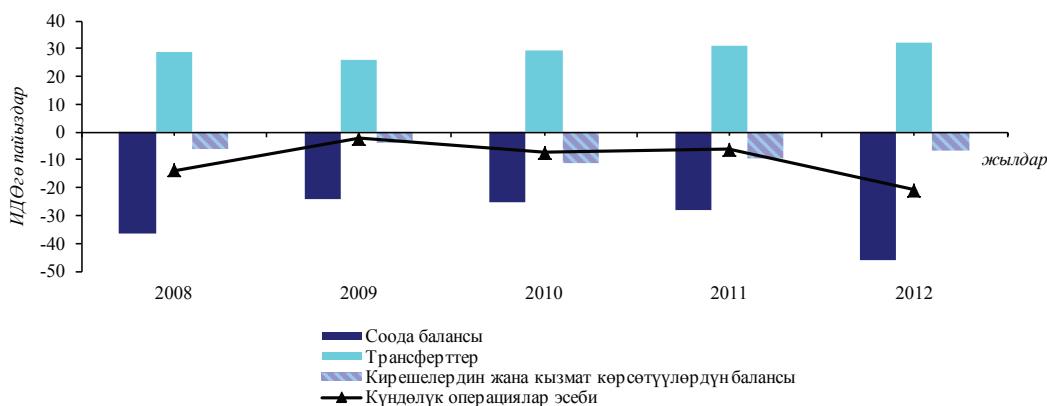 40
30
20
10
0
-10
-20
-30
-40
-50
ИДӨгө пайыздар
жылдар
2008 2009 2010 2011 2012
Соода балансы
Трансферттер
Кирешелердин жана кызмат көрсөтүүлөрдүн балансы
Күндөлүк операциялар эсеби